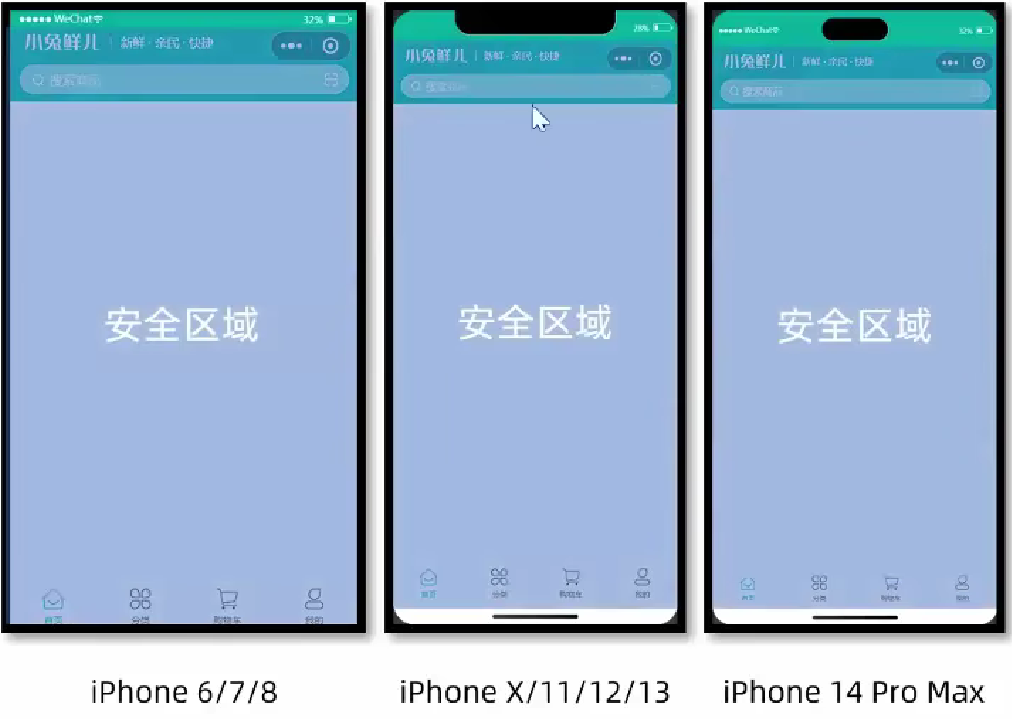 ●●●●● WeChat 32%
小兔鲜儿 | 新鲜·亲民·快捷
搜索商品
安全区域
首页 分类 购物车 我的
iPhone 6/7/8
28%
小兔鲜儿 | 新鲜·亲民·快捷
搜索商品
安全区域
首页 分类 购物车 我的
iPhone X/11/12/13
●●●●● WeChat 32%
小兔鲜儿 | 新鲜·亲民·快捷
搜索商品
安全区域
首页 分类 购物车 我的
iPhone 14 Pro Max